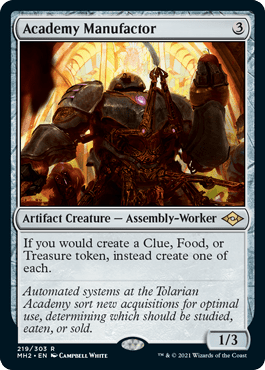 Academy Manufactor 3
Artifact Creature — Assembly-Worker
If you would create a Clue, Food, or
Treasure token, instead create one
of each.
Automated systems at the Tolarian
Academy sort new acquisitions for optimal
use, determining which should be studied,
eaten, or sold.
1/3
219/303 R
MH2 • EN CAMPBELL WHITE
™ & © 2021 Wizards of the Coast